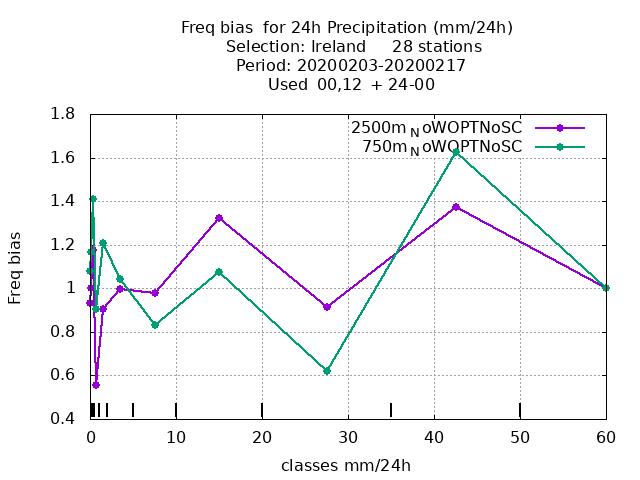 Freq bias  for 24h Precipitation (mm/24h)
Selection: Ireland     28 stations
Period: 20200203-20200217
Used  00,12  + 24-00
2500m_NoWOPTNoSC
750m_NoWOPTNoSC
1.8
1.6
1.4
1.2
1
0.8
0.6
0.4
Freq bias
0 10 20 30 40 50 60
classes mm/24h